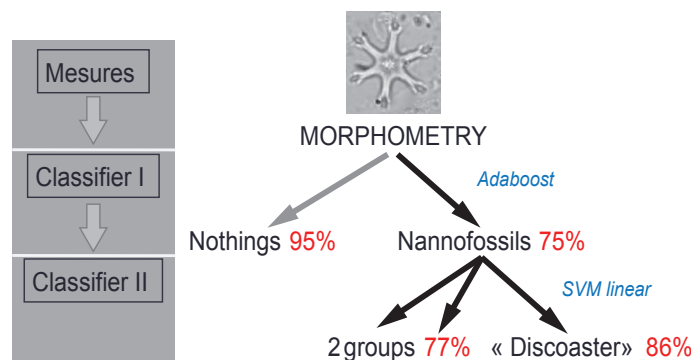 Mesures
MORPHOMETRY
Adaboost
Classifier I
Nothings 95%
Nannofossils 75%
Classifier II
SVM linear
2 groups 77%
« Discoaster» 86%